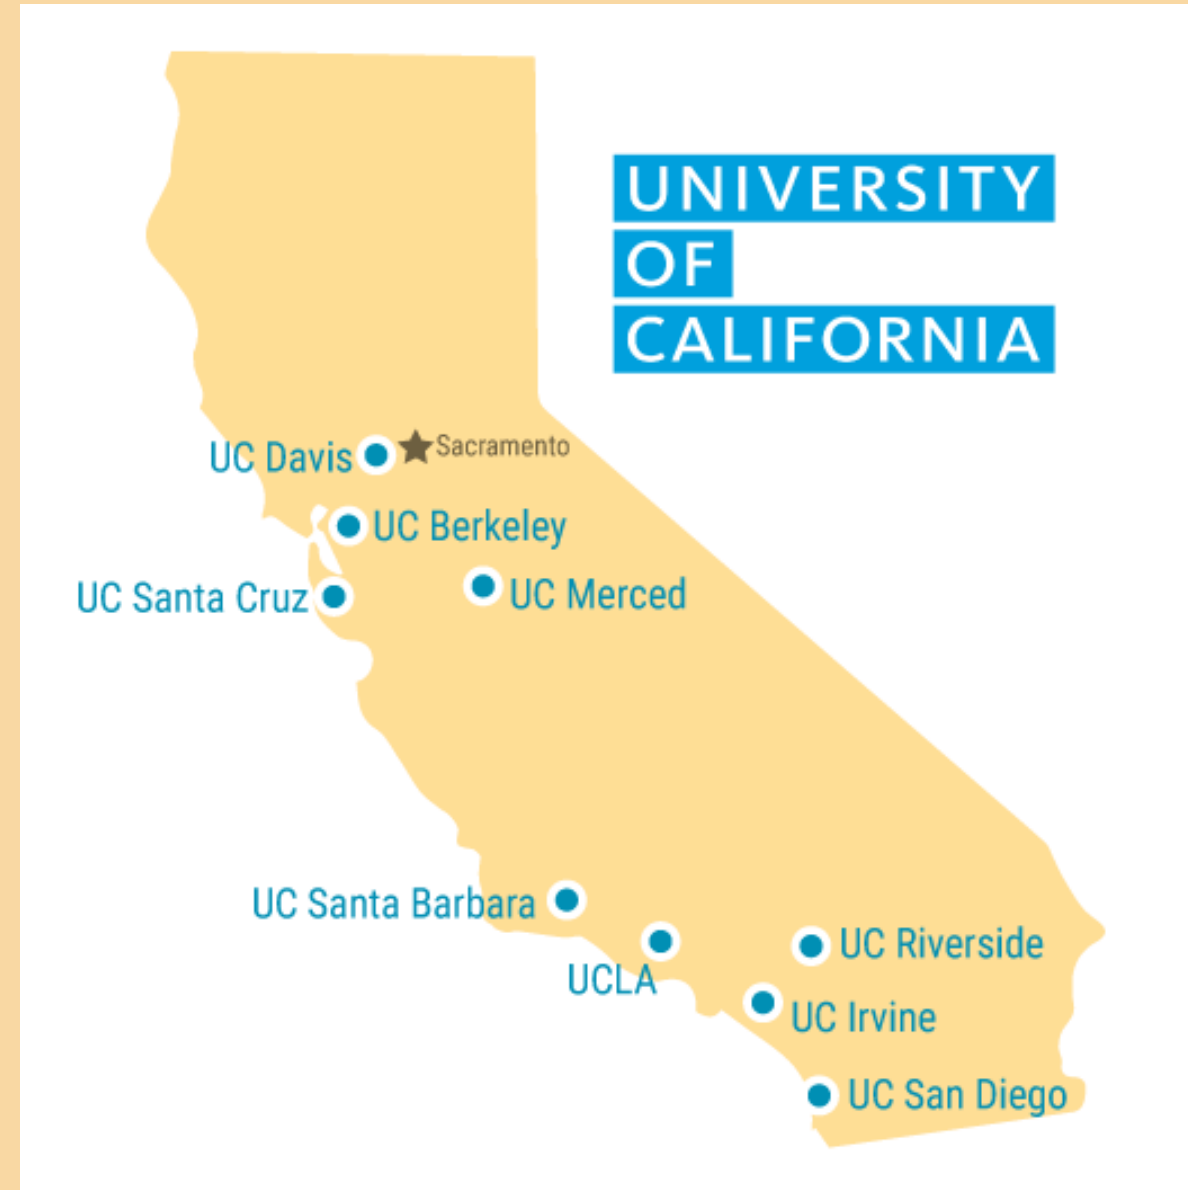 UNIVERSITY
OF
CALIFORNIA
UC Davis
Sacramento
UC Berkeley
UC Santa Cruz
UC Merced
UC Santa Barbara
UCLA
UC Riverside
UC Irvine
UC San Diego